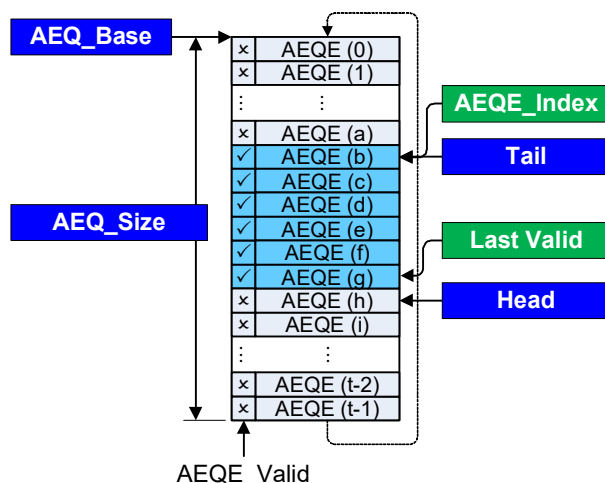 AEQ_Base
× AEQE (0)
× AEQE (1)
⋮ ⋮
× AEQE (a)
AEQE_Index
✓ AEQE (b)
Tail
✓ AEQE (c)
✓ AEQE (d)
AEQ_Size
✓ AEQE (e)
Last Valid
✓ AEQE (f)
✓ AEQE (g)
× AEQE (h)
Head
× AEQE (i)
⋮ ⋮
× AEQE (t-2)
× AEQE (t-1)
AEQE Valid